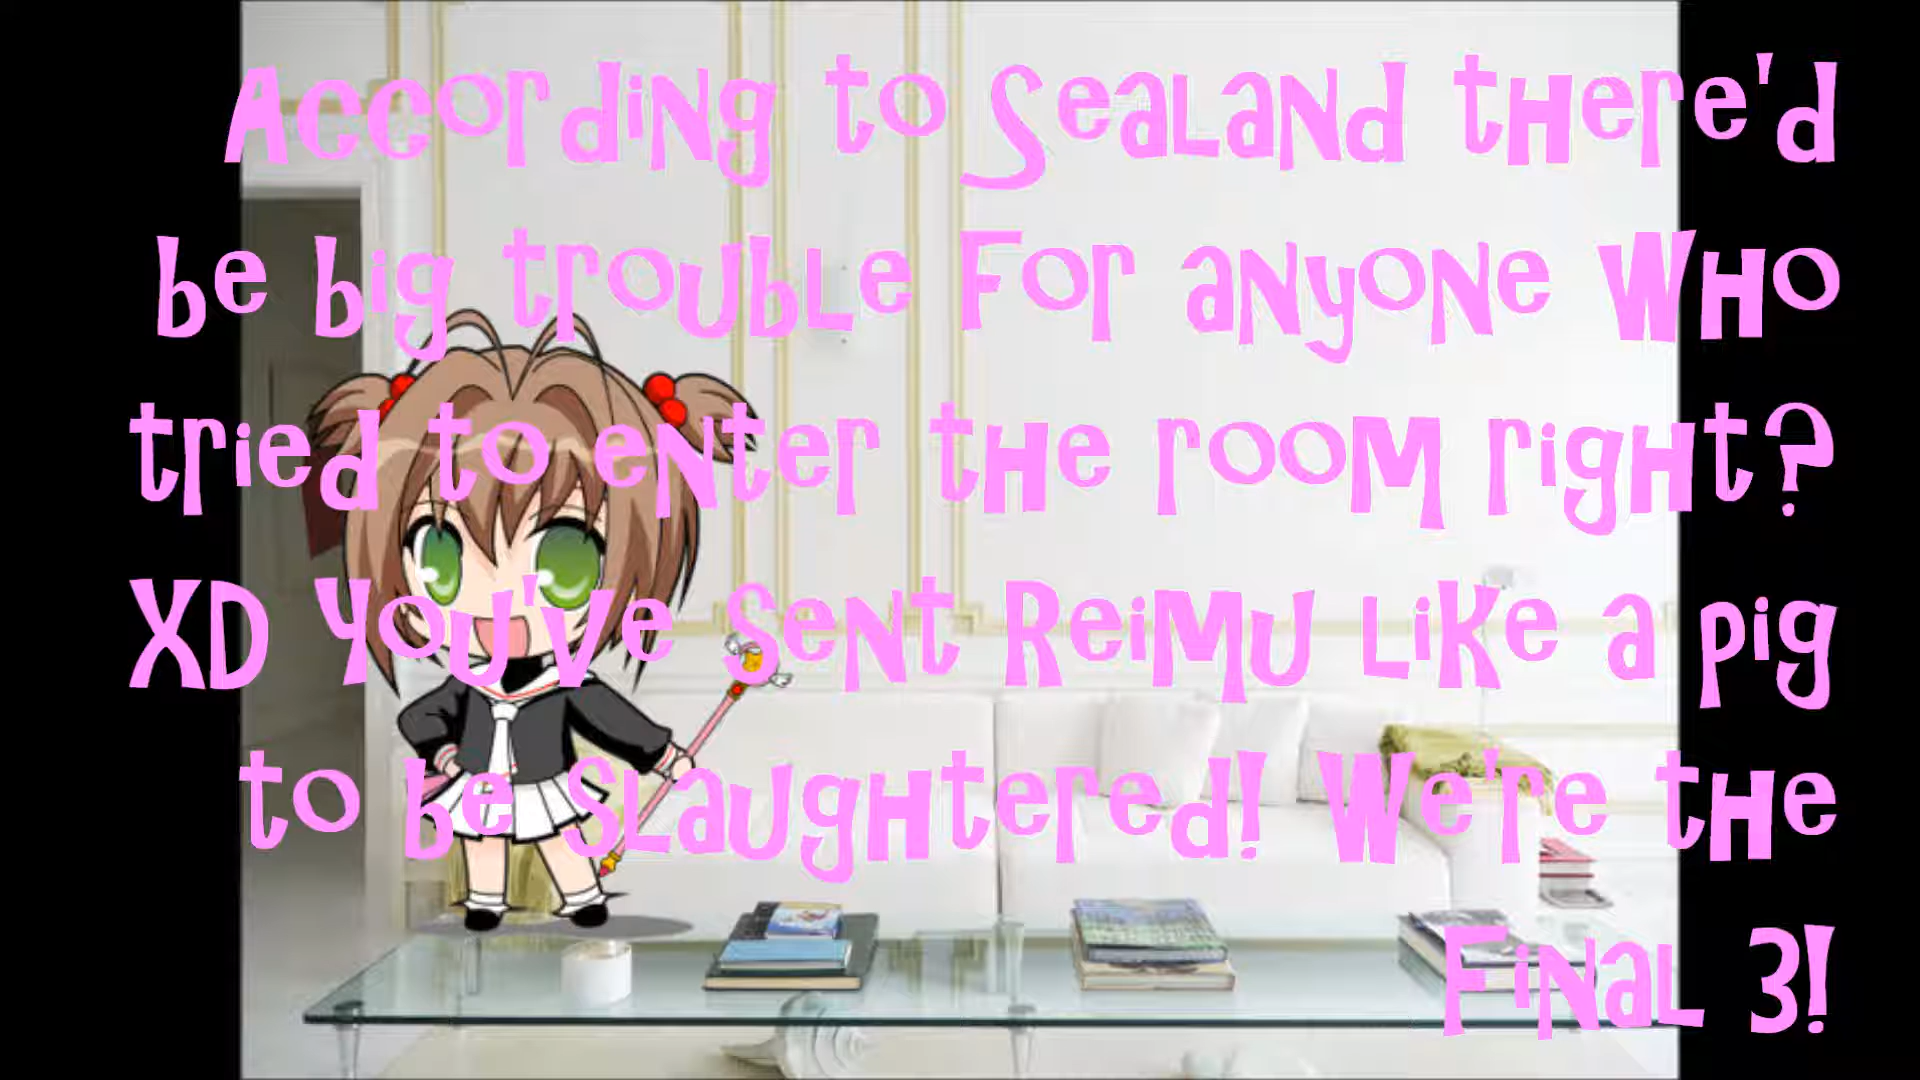 According to Sealand there'd
be big trouble for anyone who
tried to enter the room right?
XD You've sent Reimu like a pig
to be slaughtered! We're the
Final 3!